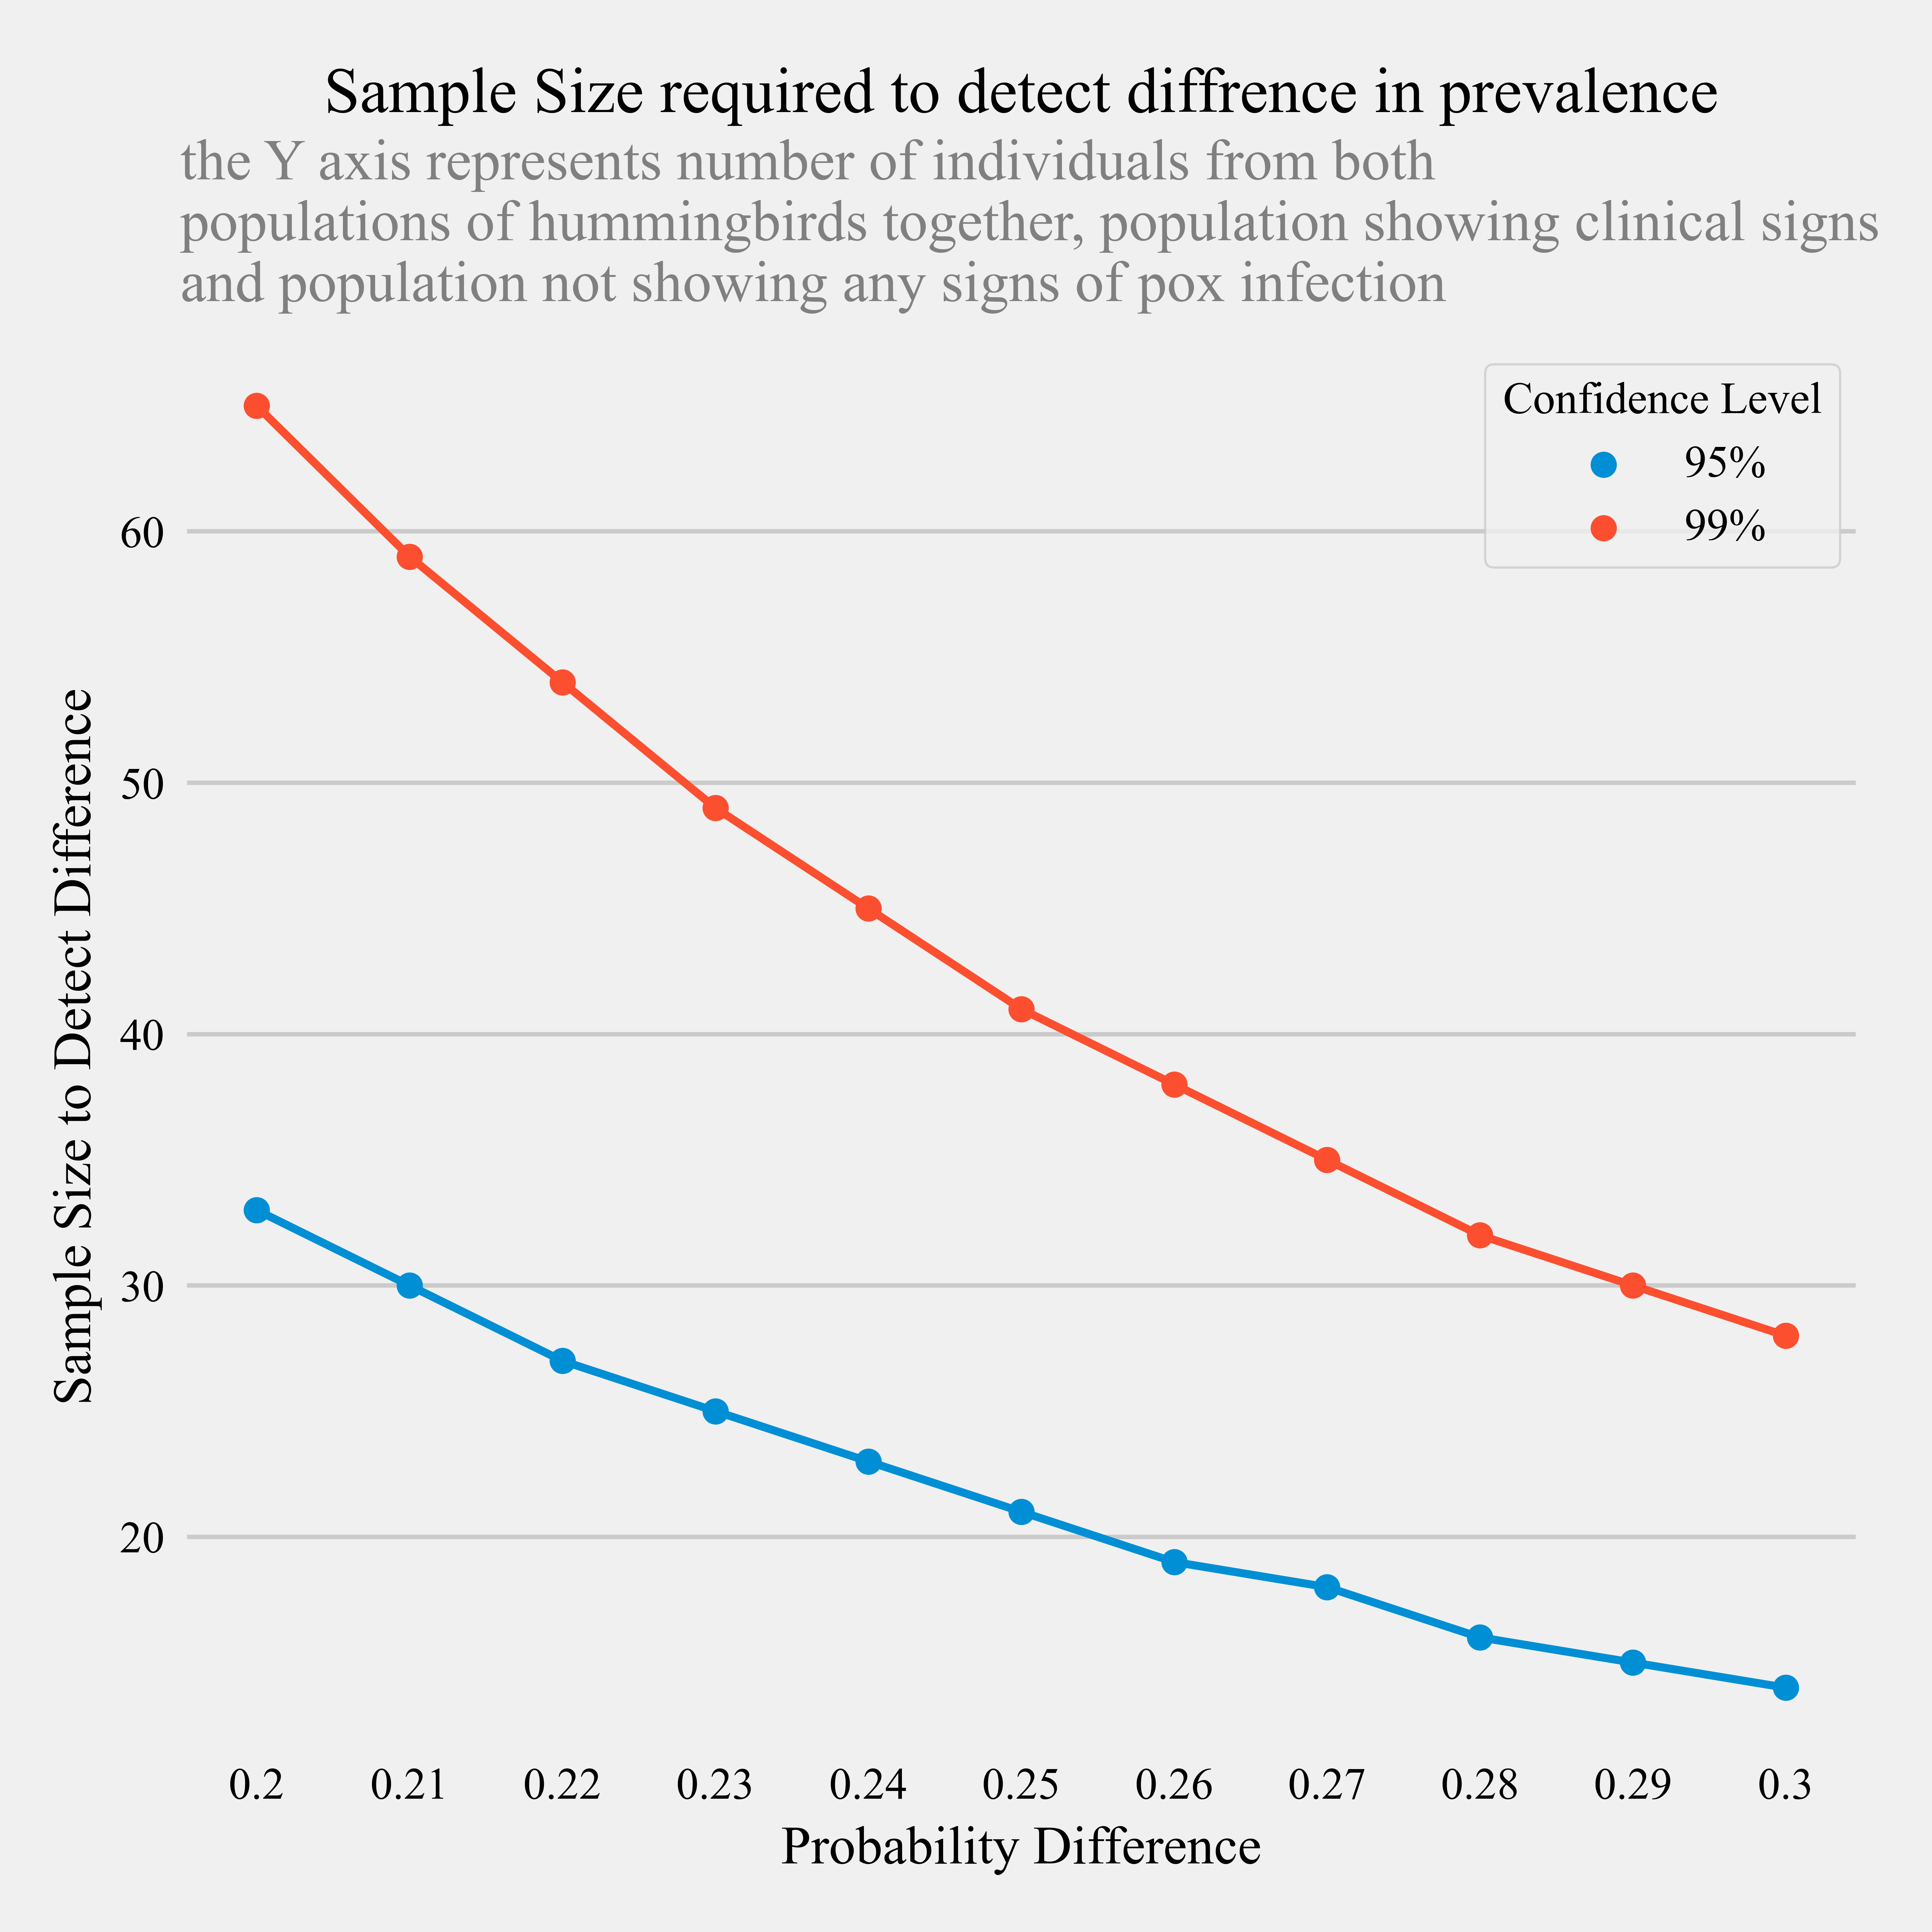 Sample Size required to detect diffrence in prevalence
the Y axis represents number of individuals from both
populations of hummingbirds together, population showing clinical signs
and population not showing any signs of pox infection
Confidence Level
95%
99%
Sample Size to Detect Difference
60
50
40
30
20
0.2 0.21 0.22 0.23 0.24 0.25 0.26 0.27 0.28 0.29 0.3
Probability Difference